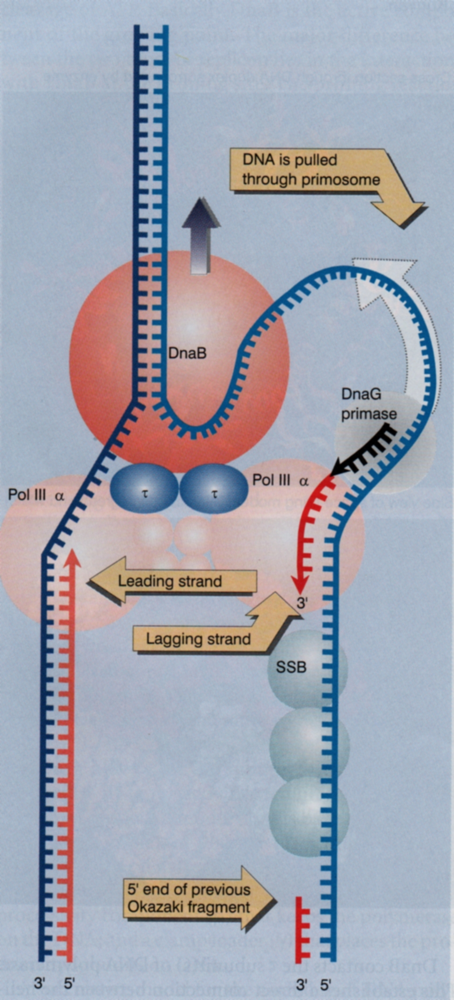 DNA is pulled
through primosome
DnaB
DnaG
primase
Pol III α
τ
τ
Pol III α
Leading strand
3'
Lagging strand
SSB
5' end of previous
Okazaki fragment
3' 5'
3' 5'